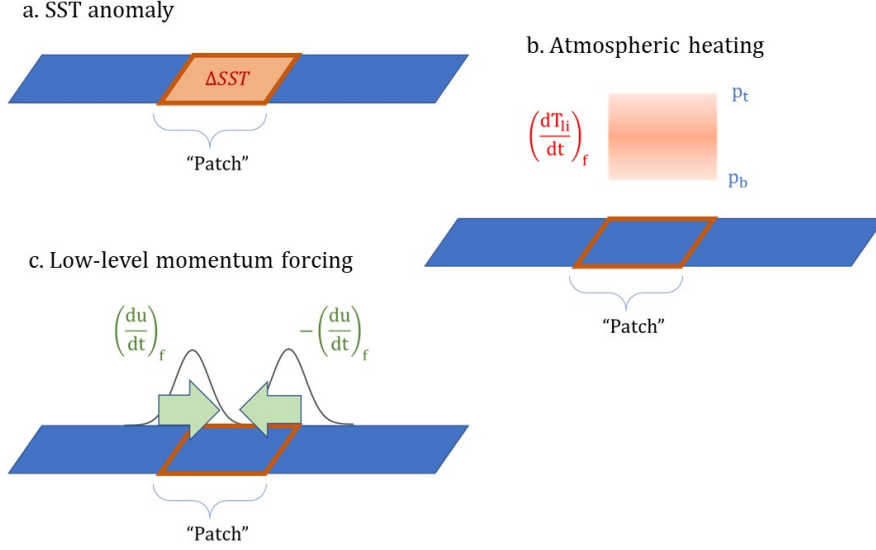 a. SST anomaly
ΔSST
“Patch”
b. Atmospheric heating
(dT_li/dt)_f
p_t
p_b
“Patch”
c. Low-level momentum forcing
(du/dt)_f
−(du/dt)_f
“Patch”